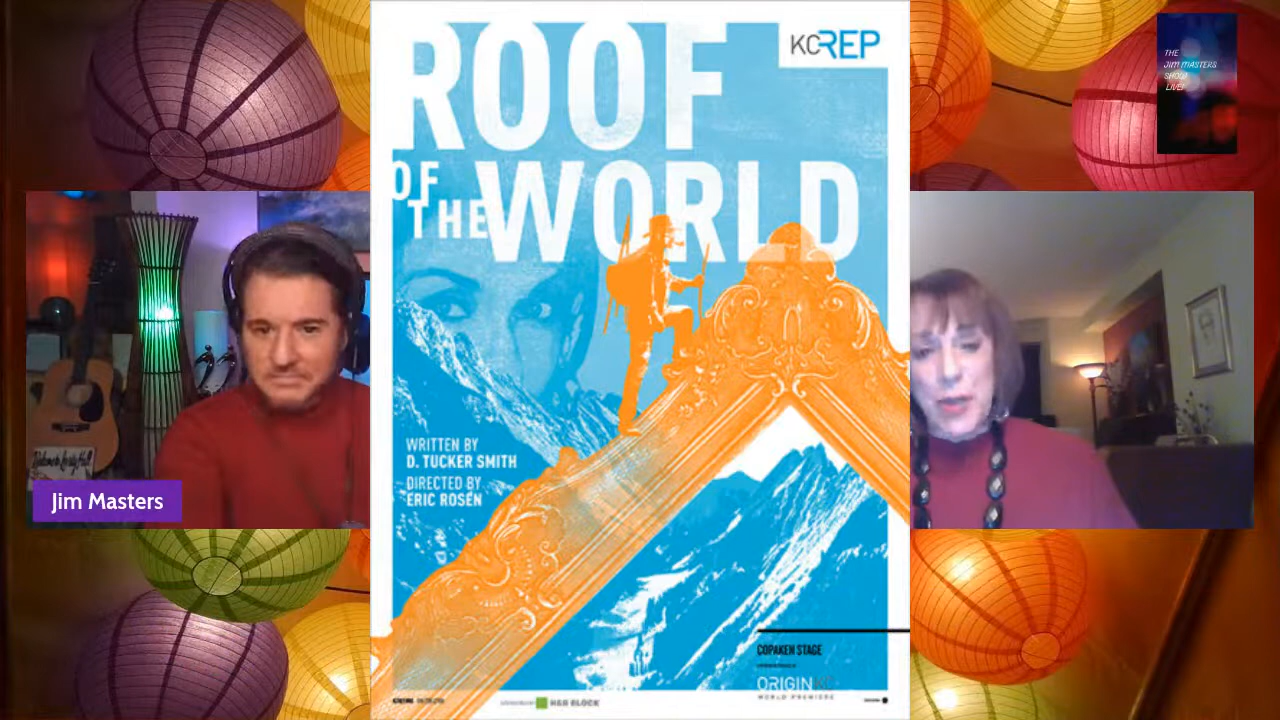 ROOF
OF
THE WORLD
KCREP
THE
JIM MASTERS
SHOW
LIVE!
WRITTEN BY
D. TUCKER SMITH
DIRECTED BY
ERIC ROSEN
Jim Masters
COPAKEN STAGE
ORIGINKC
WORLD PREMIERE
H&R BLOCK